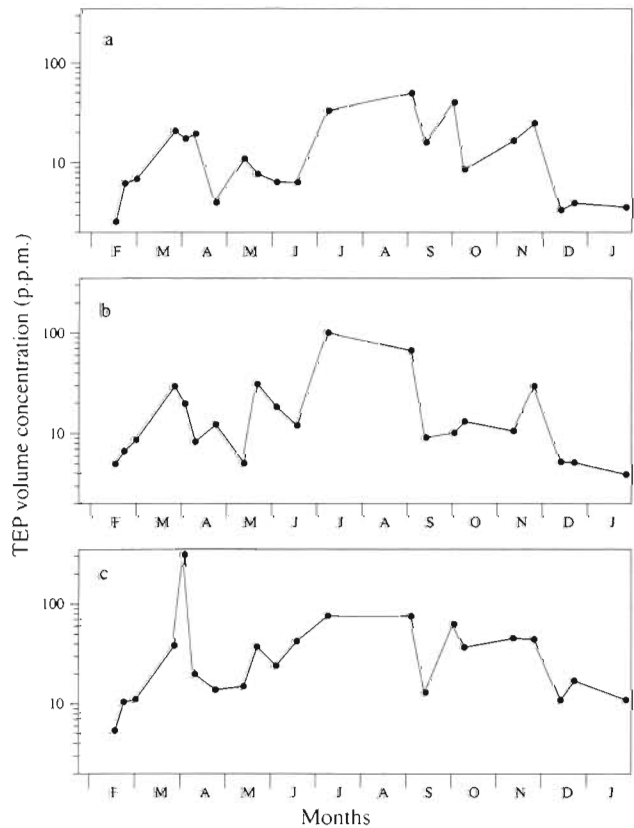 a
100
10
F M A M J J A S O N D J
b
100
10
F M A M J J A S O N D J
c
100
10
F M A M J J A S O N D J
TEP volume concentration (p.p.m.)
Months